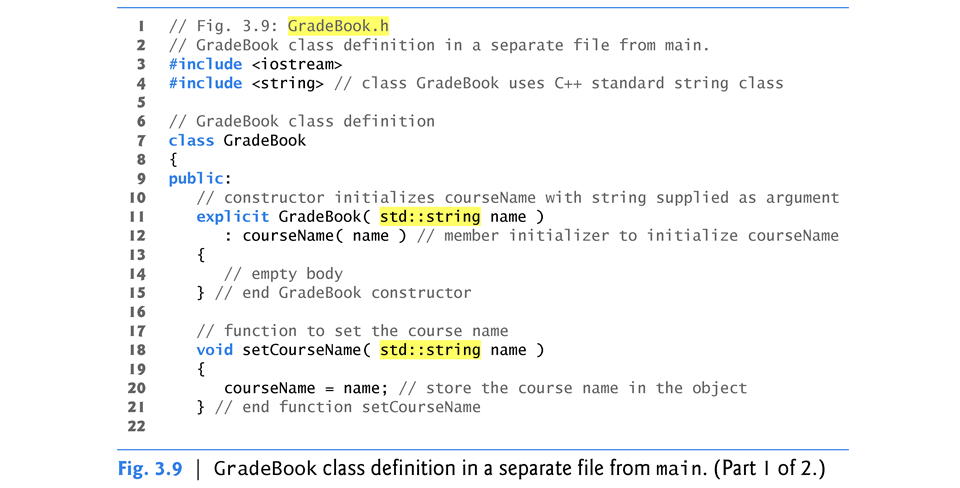 1 // Fig. 3.9: GradeBook.h
2 // GradeBook class definition in a separate file from main.
3 #include <iostream>
4 #include <string> // class GradeBook uses C++ standard string class
5
6 // GradeBook class definition
7 class GradeBook
8 {
9 public:
10 // constructor initializes courseName with string supplied as argument
11 explicit GradeBook( std::string name )
12 : courseName( name ) // member initializer to initialize courseName
13 {
14 // empty body
15 } // end GradeBook constructor
16
17 // function to set the course name
18 void setCourseName( std::string name )
19 {
20 courseName = name; // store the course name in the object
21 } // end function setCourseName
22
Fig. 3.9 | GradeBook class definition in a separate file from main. (Part 1 of 2.)